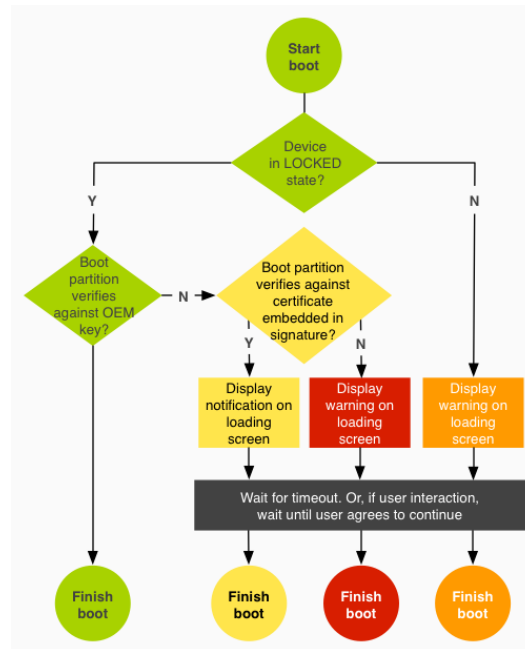 Start
boot
Device
in LOCKED
state?
Y
N
Boot
partition
verifies
against OEM
key?
N
Boot partition
verifies against
certificate
embedded in
signature?
Y
N
Display
notification on
loading
screen
Display
warning on
loading
screen
Display
warning on
loading
screen
Wait for timeout. Or, if user interaction,
wait until user agrees to continue
Finish
boot
Finish
boot
Finish
boot
Finish
boot